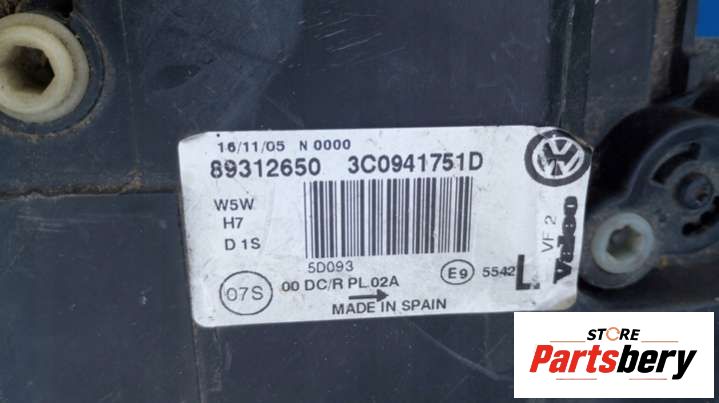 16/11/05 N 0000
89312650 3C0941751D
W5W
H7
D 1S
5D093
07S
00 DC/R PL 02A
E9 5542 L
MADE IN SPAIN
VF 2
Valeo
STORE
Partsbery